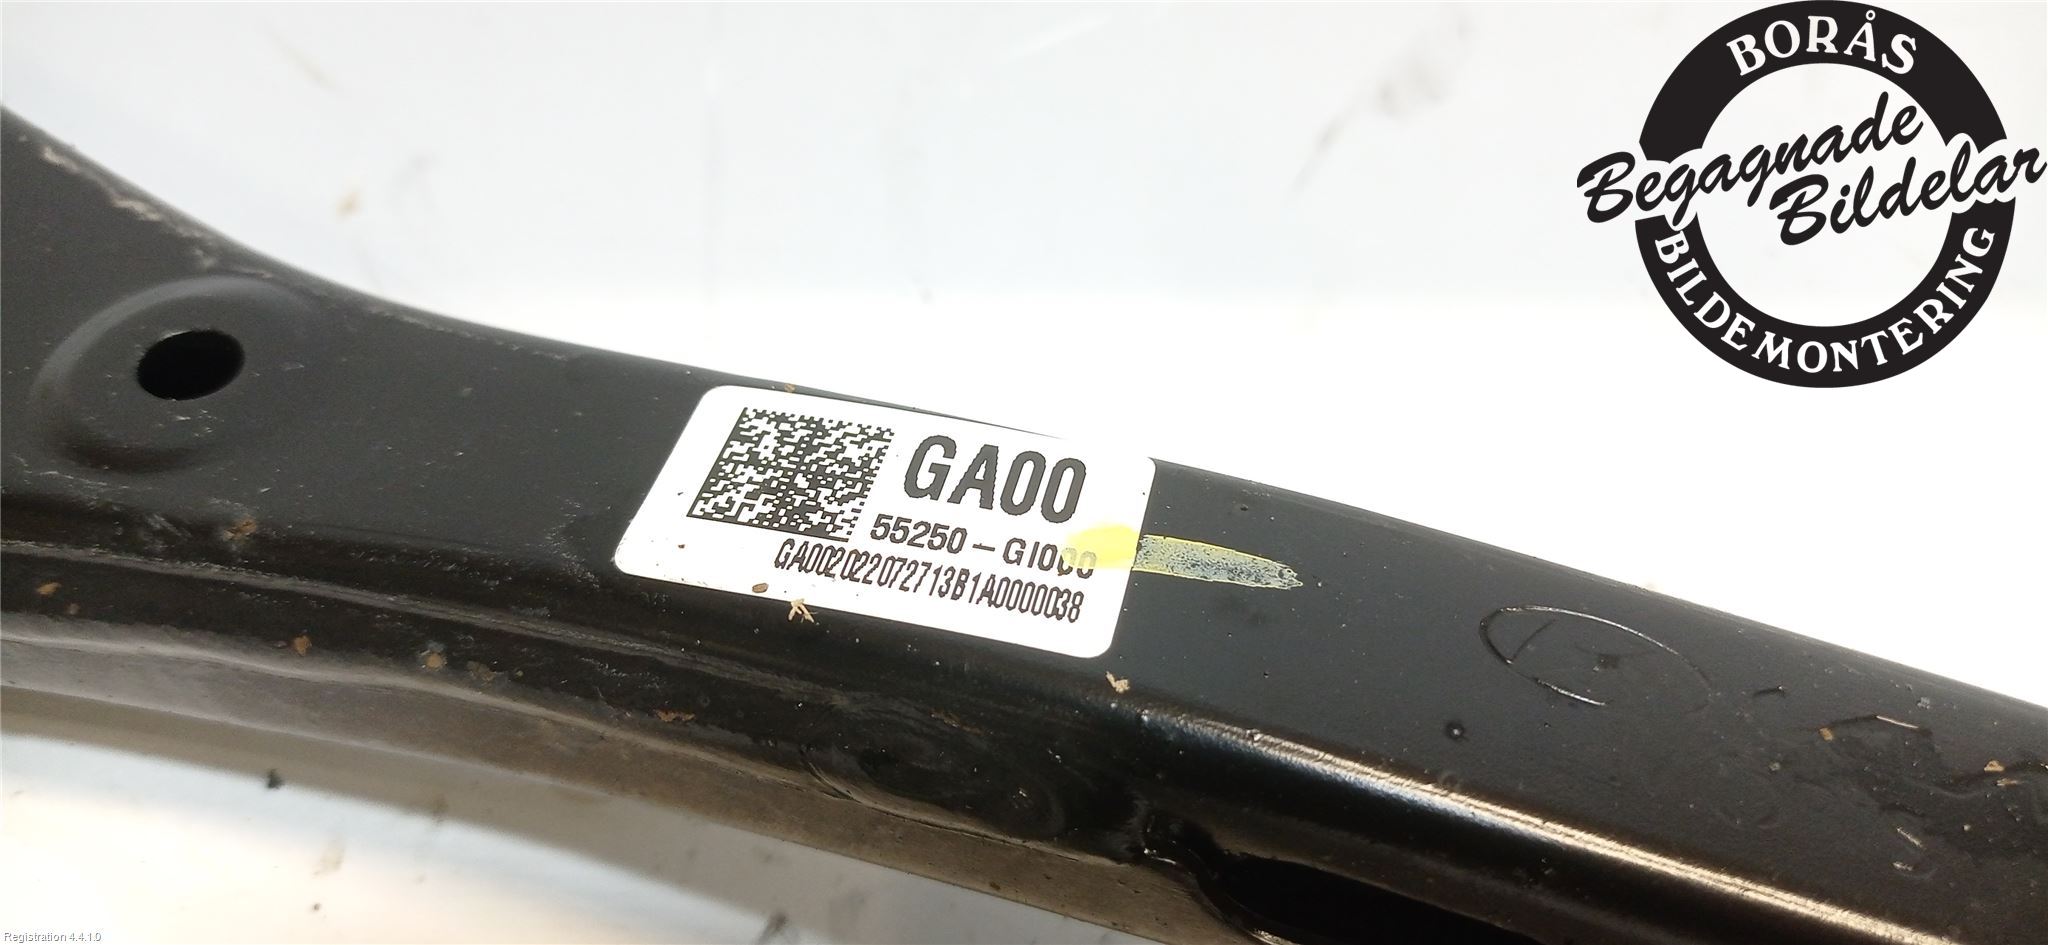 BORÅS
Begagnade
Bildelar
BILDEMONTERING
GA00
55250-GI000
GA002022072713B1A0000038
Registration 4.4.1.0